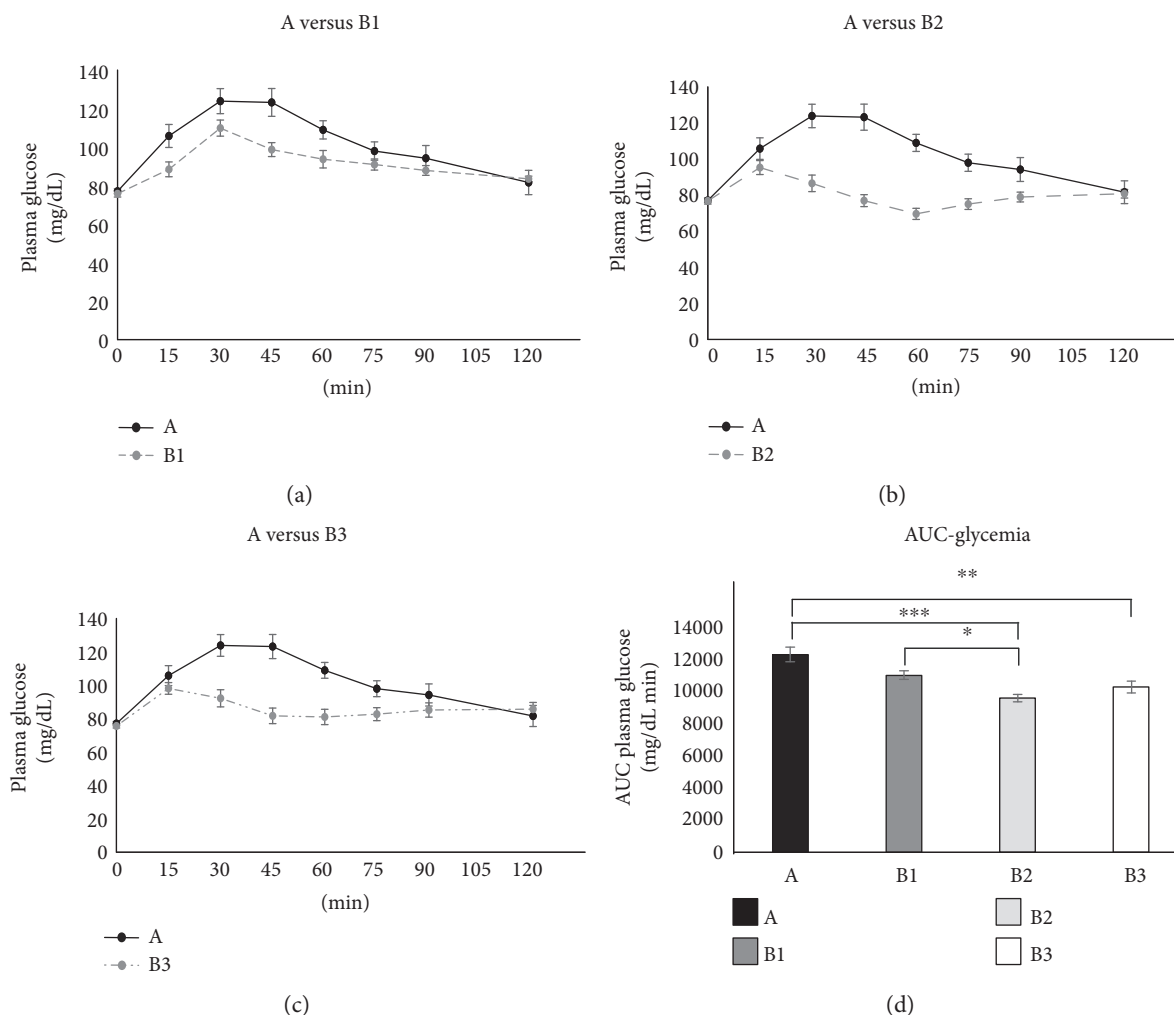 A versus B1
140
120
100
80
60
40
20
0
Plasma glucose
(mg/dL)
0 15 30 45 60 75 90 105 120
(min)
A
B1
(a)
A versus B2
140
120
100
80
60
40
20
0
Plasma glucose
(mg/dL)
0 15 30 45 60 75 90 105 120
(min)
A
B2
(b)
A versus B3
140
120
100
80
60
40
20
0
Plasma glucose
(mg/dL)
0 15 30 45 60 75 90 105 120
(min)
A
B3
(c)
AUC-glycemia
**
***
*
14000
12000
10000
8000
6000
4000
2000
0
AUC plasma glucose
(mg/dL min)
A B1 B2 B3
A
B1
B2
B3
(d)